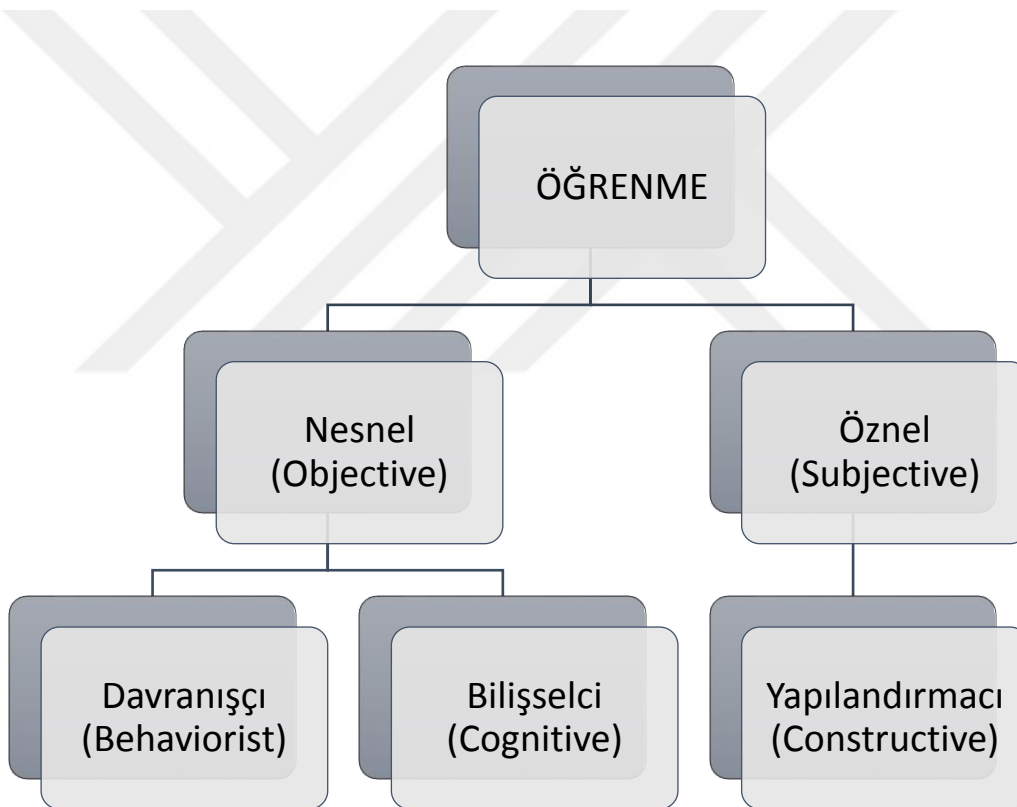 ÖĞRENME
Nesnel
(Objective)
Öznel
(Subjective)
Davranışçı
(Behaviorist)
Bilişselci
(Cognitive)
Yapılandırmacı
(Constructive)